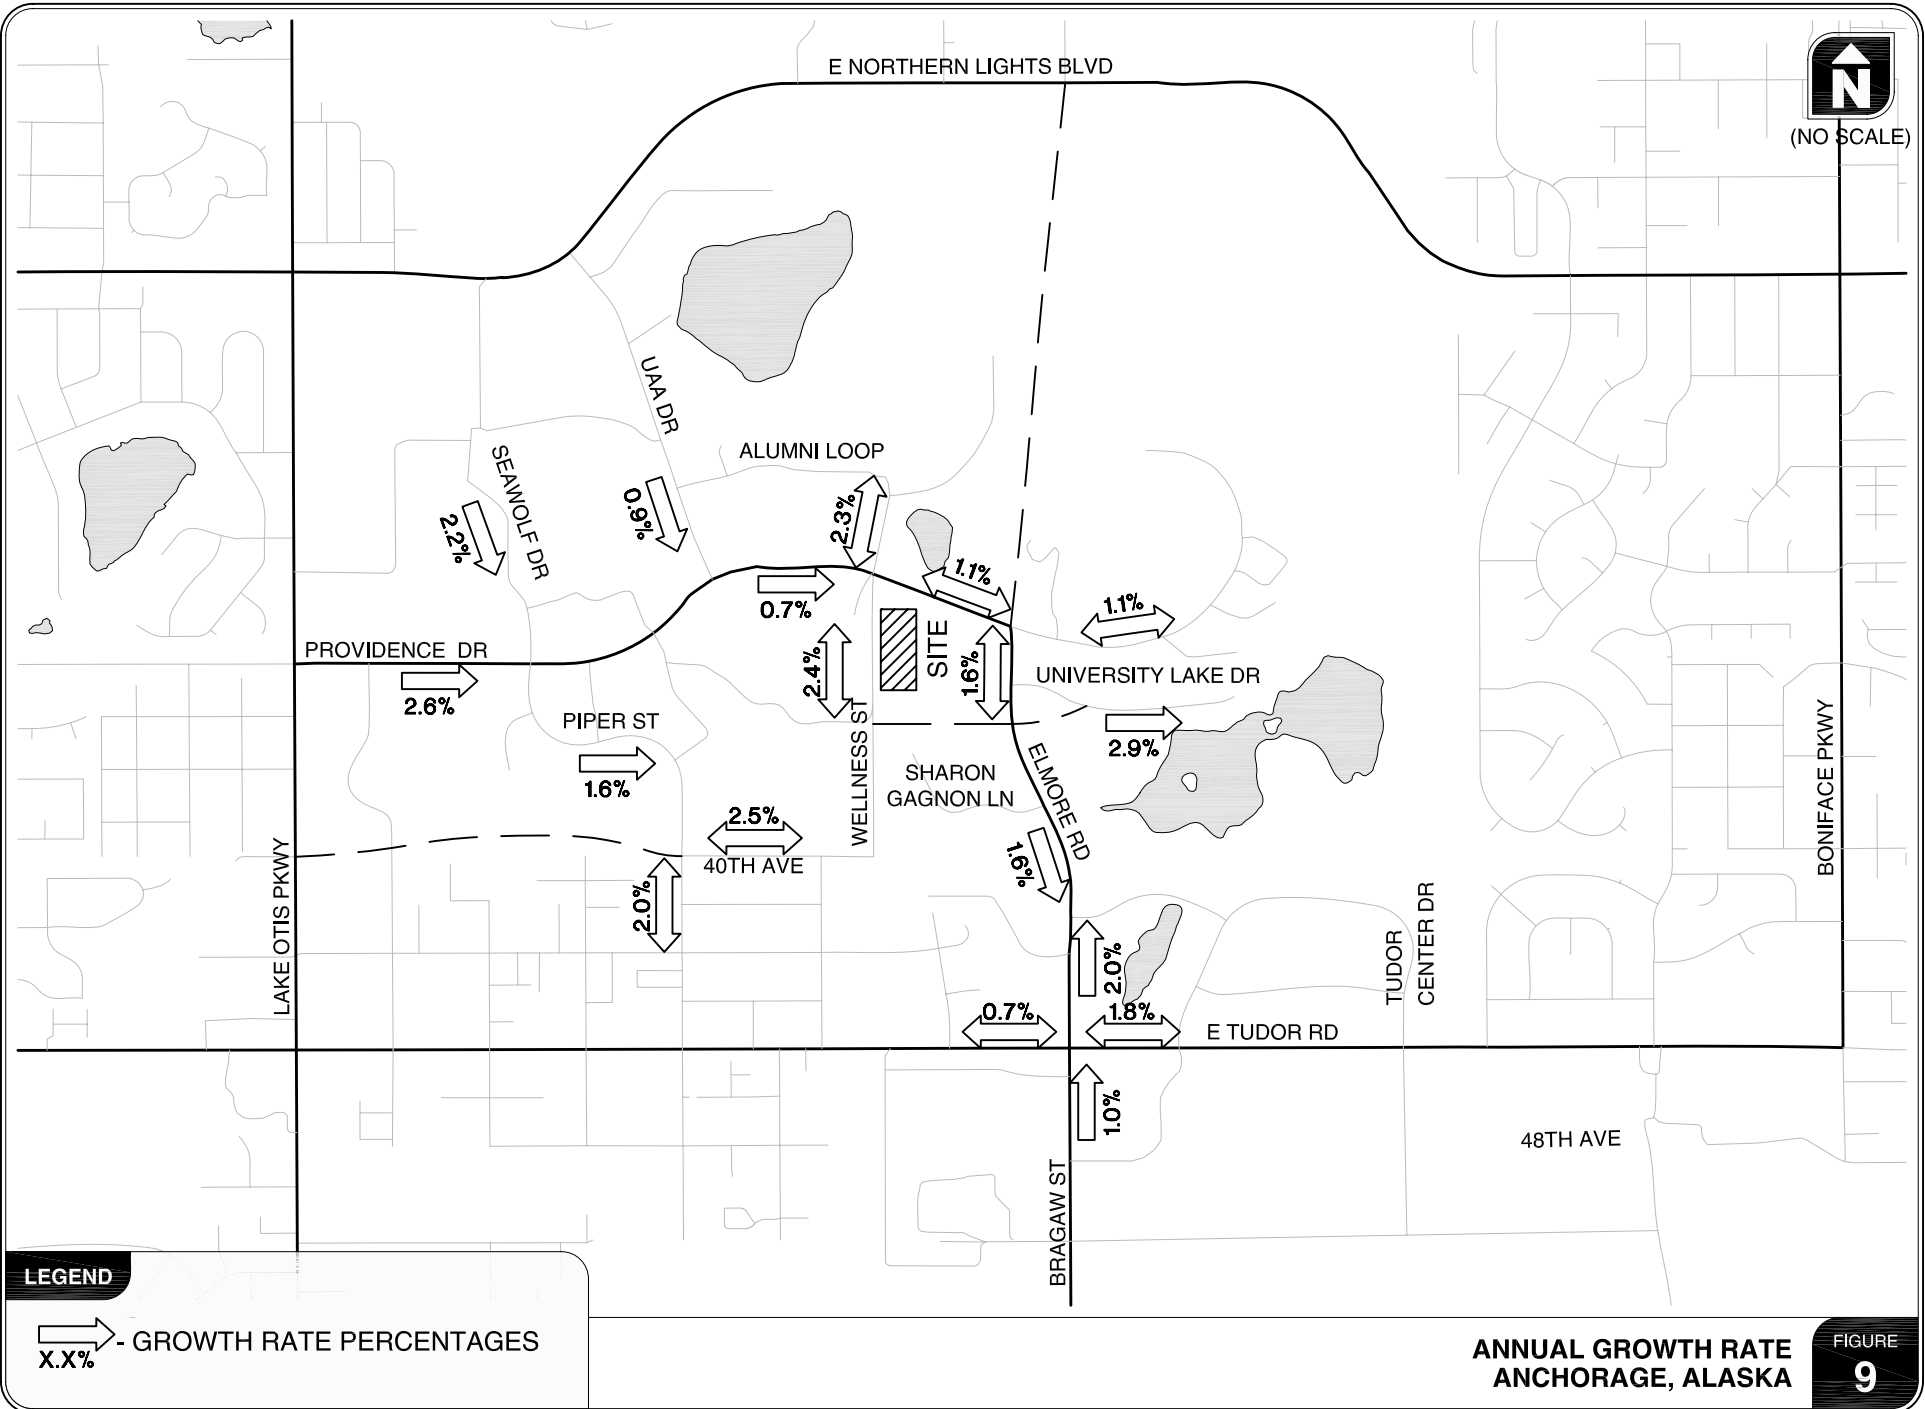 E NORTHERN LIGHTS BLVD
N
(NO SCALE)
UAA DR
ALUMNI LOOP
SEAWOLF DR
2.2%
0.9%
2.3%
1.1%
1.1%
0.7%
PROVIDENCE DR
2.6%
2.4%
SITE
1.6%
UNIVERSITY LAKE DR
PIPER ST
1.6%
WELLNESS ST
2.9%
SHARON
GAGNON LN
ELMORE RD
BONIFACE PKWY
2.5%
40TH AVE
1.6%
LAKE OTIS PKWY
2.0%
2.0%
TUDOR
CENTER DR
0.7%
1.8%
E TUDOR RD
1.0%
48TH AVE
BRAGAW ST
LEGEND
X.X%
- GROWTH RATE PERCENTAGES
ANNUAL GROWTH RATE
ANCHORAGE, ALASKA
FIGURE
9